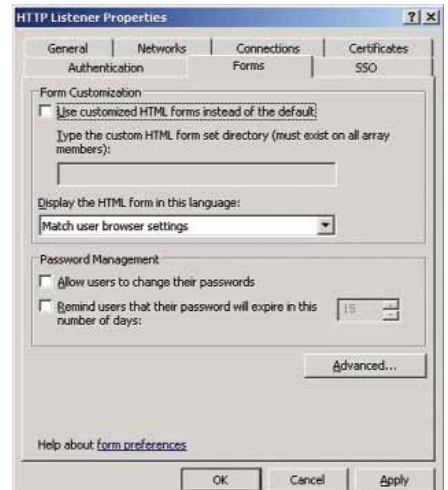 HTTP Listener Properties
General
Networks
Connections
Certificates
Authentication
Forms
SSO
Form Customization
Use customized HTML forms instead of the default:
Type the custom HTML form set directory (must exist on all array
members):
Display the HTML form in this language:
Match user browser settings
Password Management
Allow users to change their passwords
Remind users that their password will expire in this
number of days:
15
Advanced...
Help about form preferences
OK
Cancel
Apply